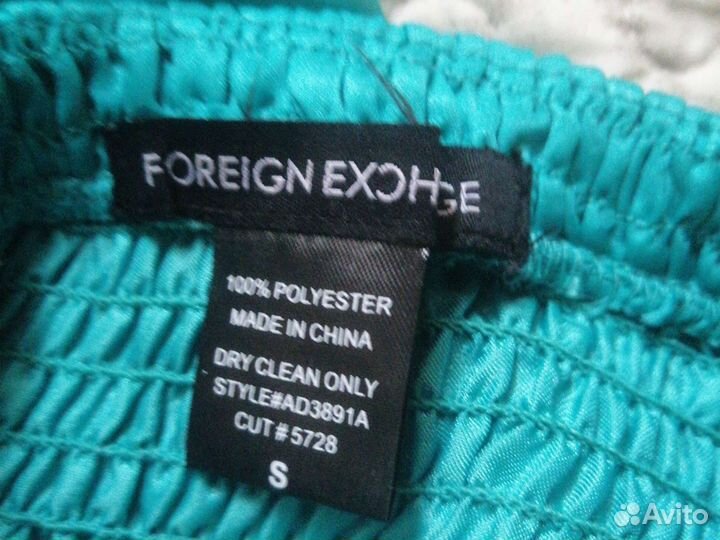 FOREIGN EXCHGE
100% POLYESTER
MADE IN CHINA
DRY CLEAN ONLY
STYLE#AD3891A
CUT # 5728
S
Avito